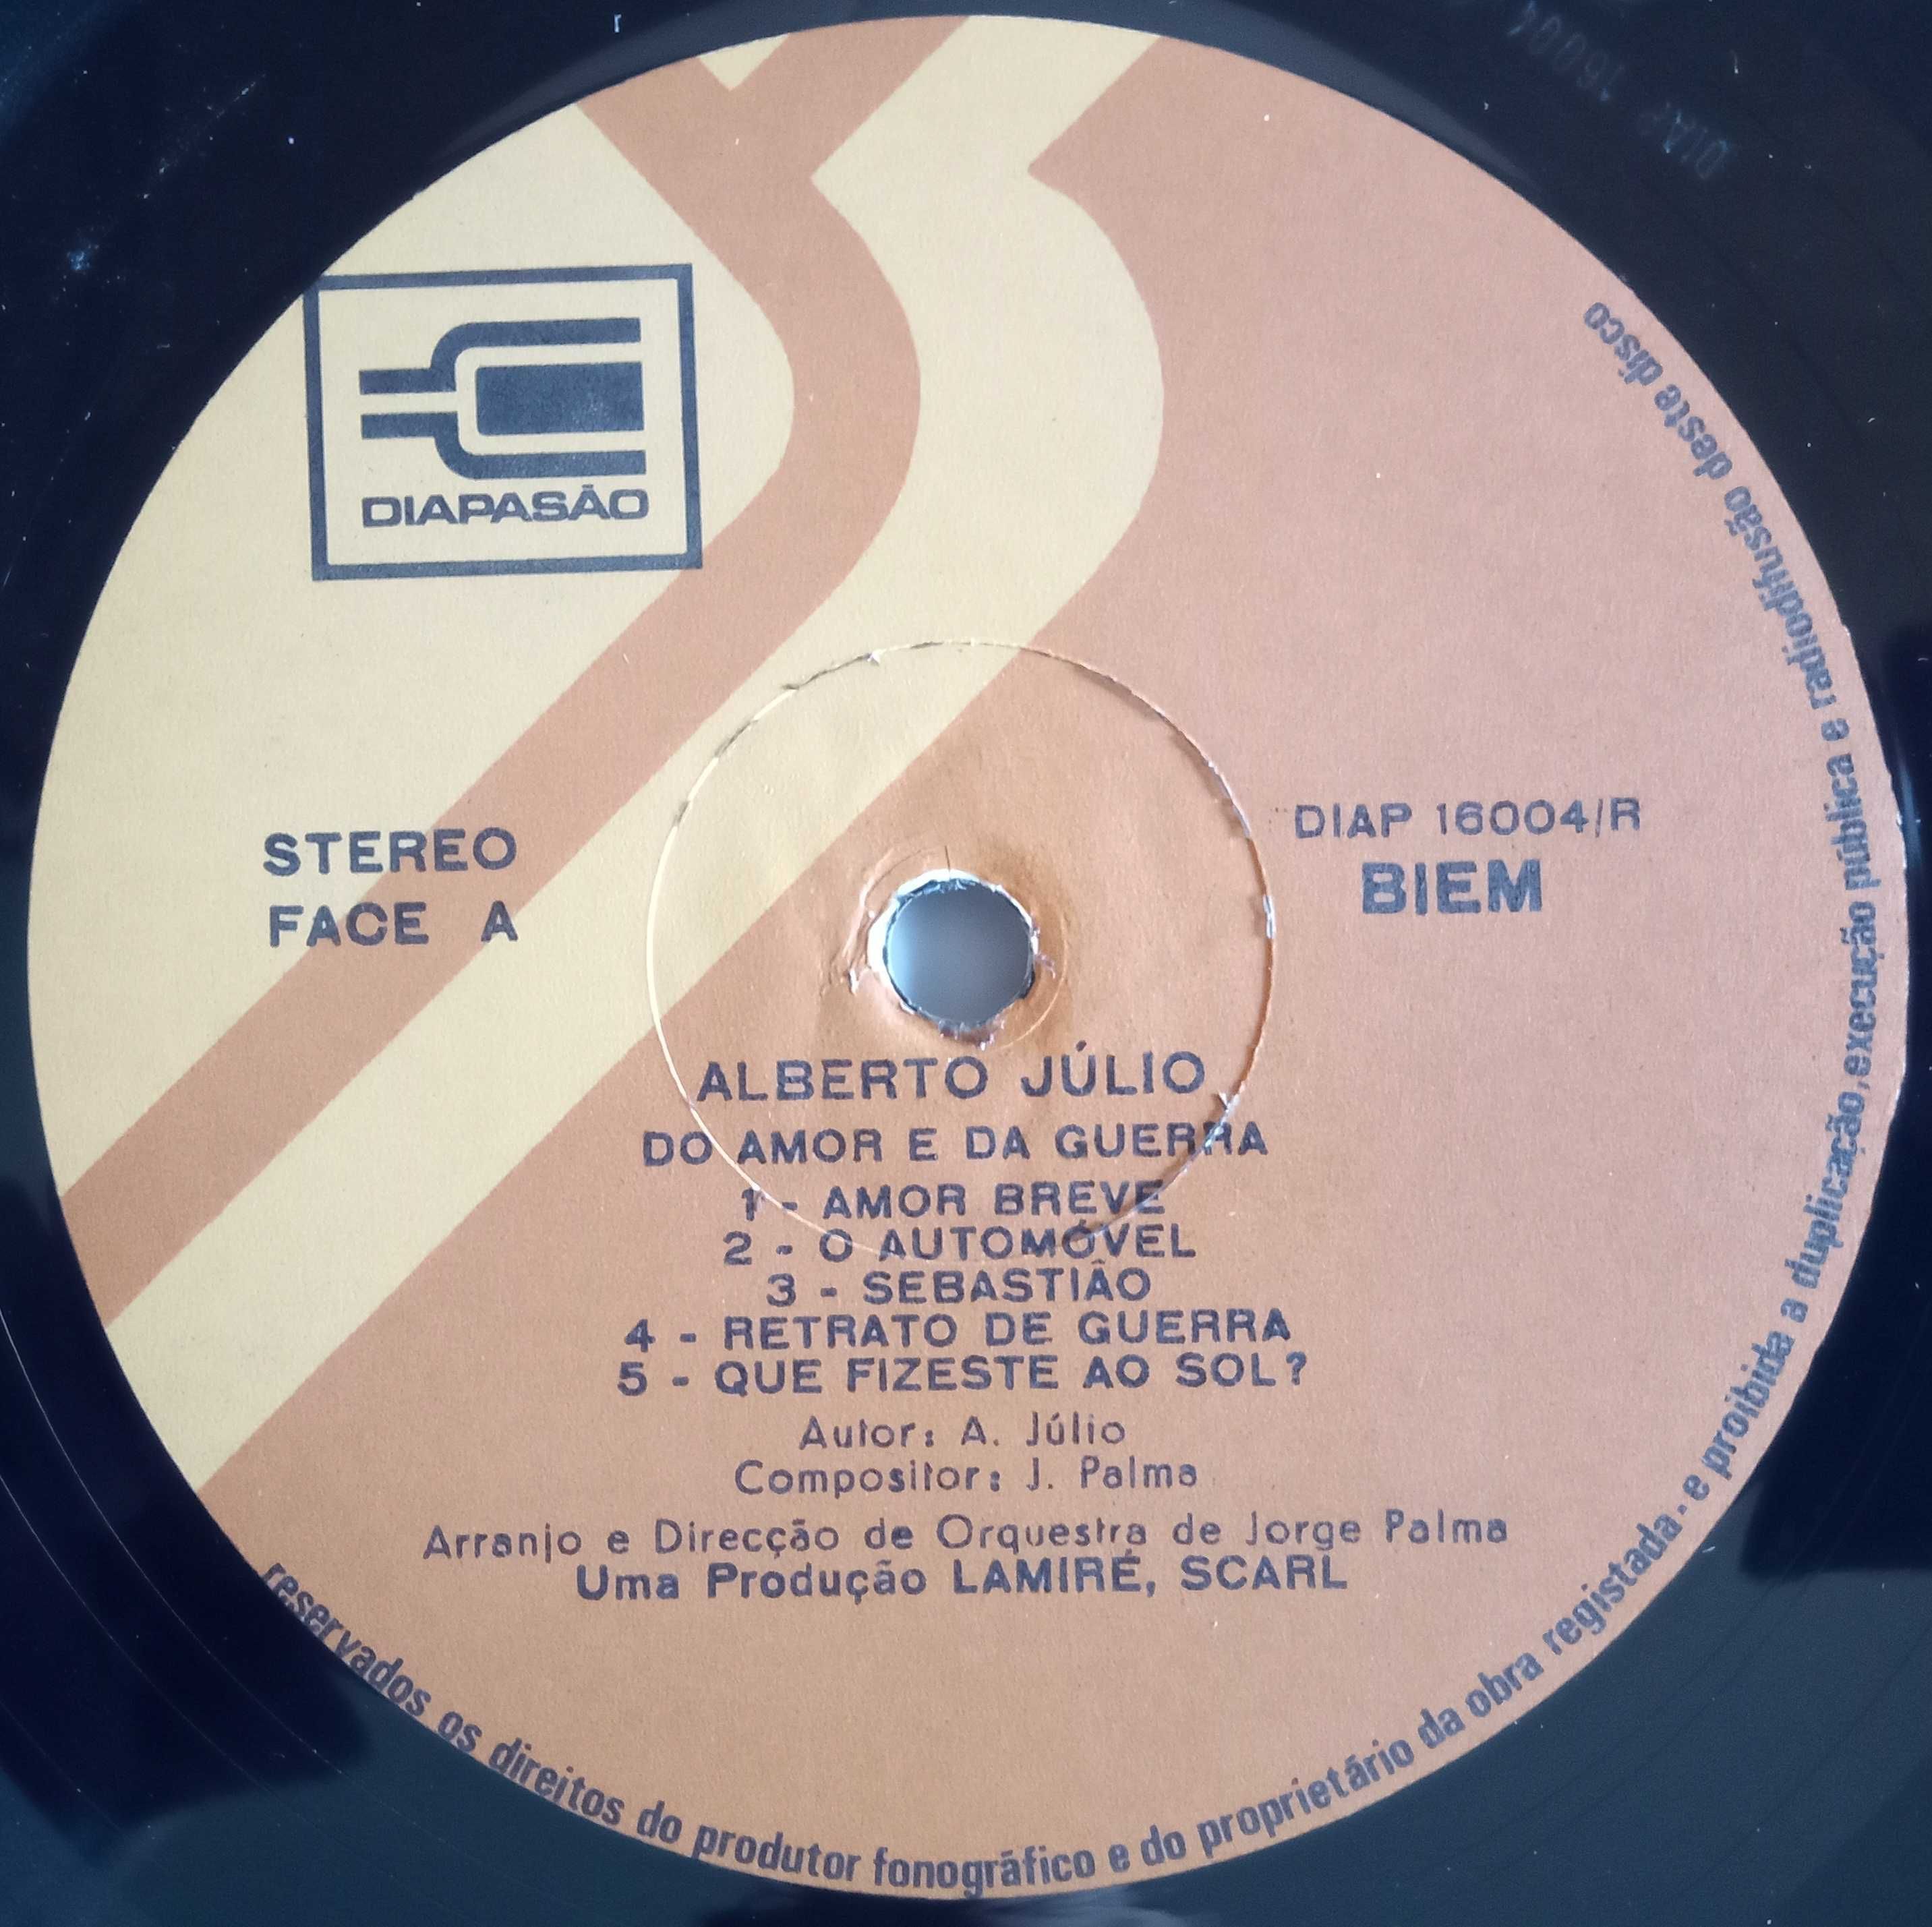 DIAP 16004
DIAPASÃO
STEREO
FACE A
DIAP 16004/R
BIEM
ALBERTO JÚLIO
DO AMOR E DA GUERRA
1 - AMOR BREVE
2 - O AUTOMÓVEL
3 - SEBASTIÃO
4 - RETRATO DE GUERRA
5 - QUE FIZESTE AO SOL?
Autor: A. Júlio
Compositor: J. Palma
Arranjo e Direcção de Orquestra de Jorge Palma
Uma Produção LAMIRÉ, SCARL
reservados os direitos do produtor fonográfico e do proprietário da obra registada - e proibida a duplicação, execução pública e radiodifusão deste disco